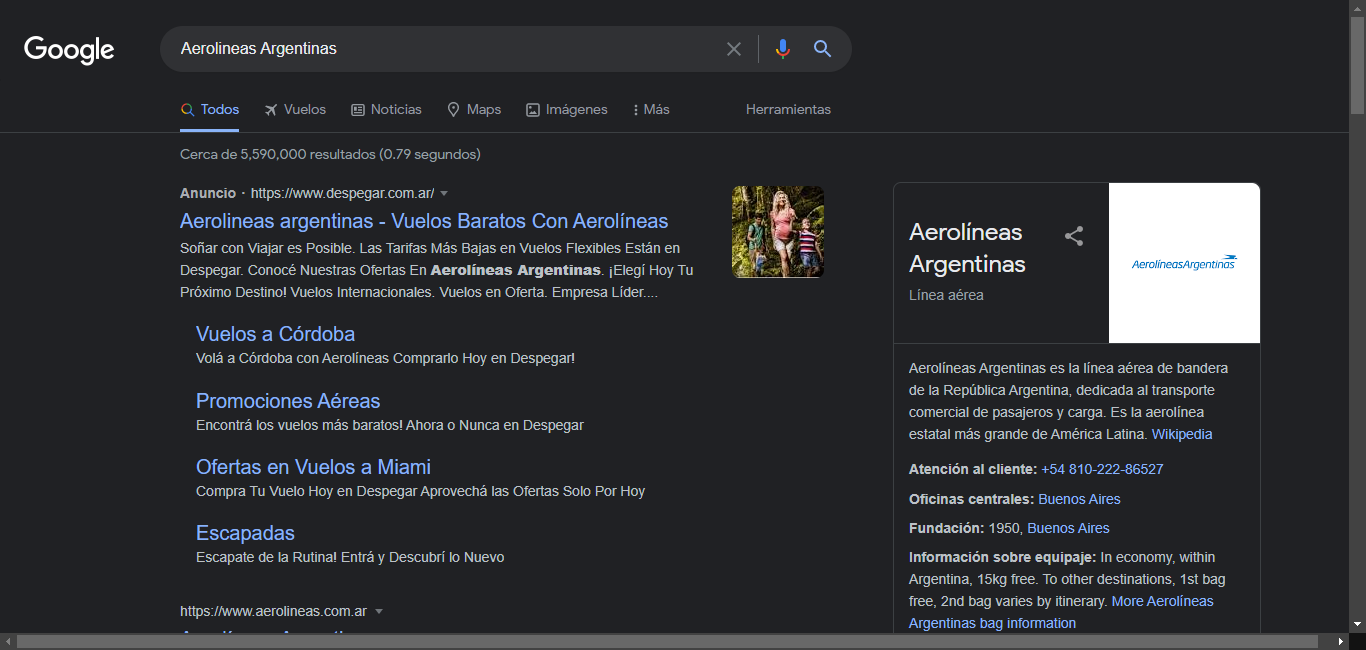 Google
Aerolineas Argentinas
Todos
Vuelos
Noticias
Maps
Imágenes
Más
Herramientas
Cerca de 5,590,000 resultados (0.79 segundos)
Anuncio · https://www.despegar.com.ar/
Aerolineas argentinas - Vuelos Baratos Con Aerolíneas
Soñar con Viajar es Posible. Las Tarifas Más Bajas en Vuelos Flexibles Están en
Despegar. Conocé Nuestras Ofertas En Aerolíneas Argentinas. ¡Elegí Hoy Tu
Próximo Destino! Vuelos Internacionales. Vuelos en Oferta. Empresa Líder....
Vuelos a Córdoba
Volá a Córdoba con Aerolíneas Comprarlo Hoy en Despegar!
Promociones Aéreas
Encontrá los vuelos más baratos! Ahora o Nunca en Despegar
Ofertas en Vuelos a Miami
Compra Tu Vuelo Hoy en Despegar Aprovechá las Ofertas Solo Por Hoy
Escapadas
Escapate de la Rutina! Entrá y Descubrí lo Nuevo
https://www.aerolineas.com.ar
Aerolíneas
Argentinas
Línea aérea
AerolíneasArgentinas
Aerolíneas Argentinas es la línea aérea de bandera
de la República Argentina, dedicada al transporte
comercial de pasajeros y carga. Es la aerolínea
estatal más grande de América Latina. Wikipedia
Atención al cliente: +54 810-222-86527
Oficinas centrales: Buenos Aires
Fundación: 1950, Buenos Aires
Información sobre equipaje: In economy, within
Argentina, 15kg free. To other destinations, 1st bag
free, 2nd bag varies by itinerary. More Aerolíneas
Argentinas bag information